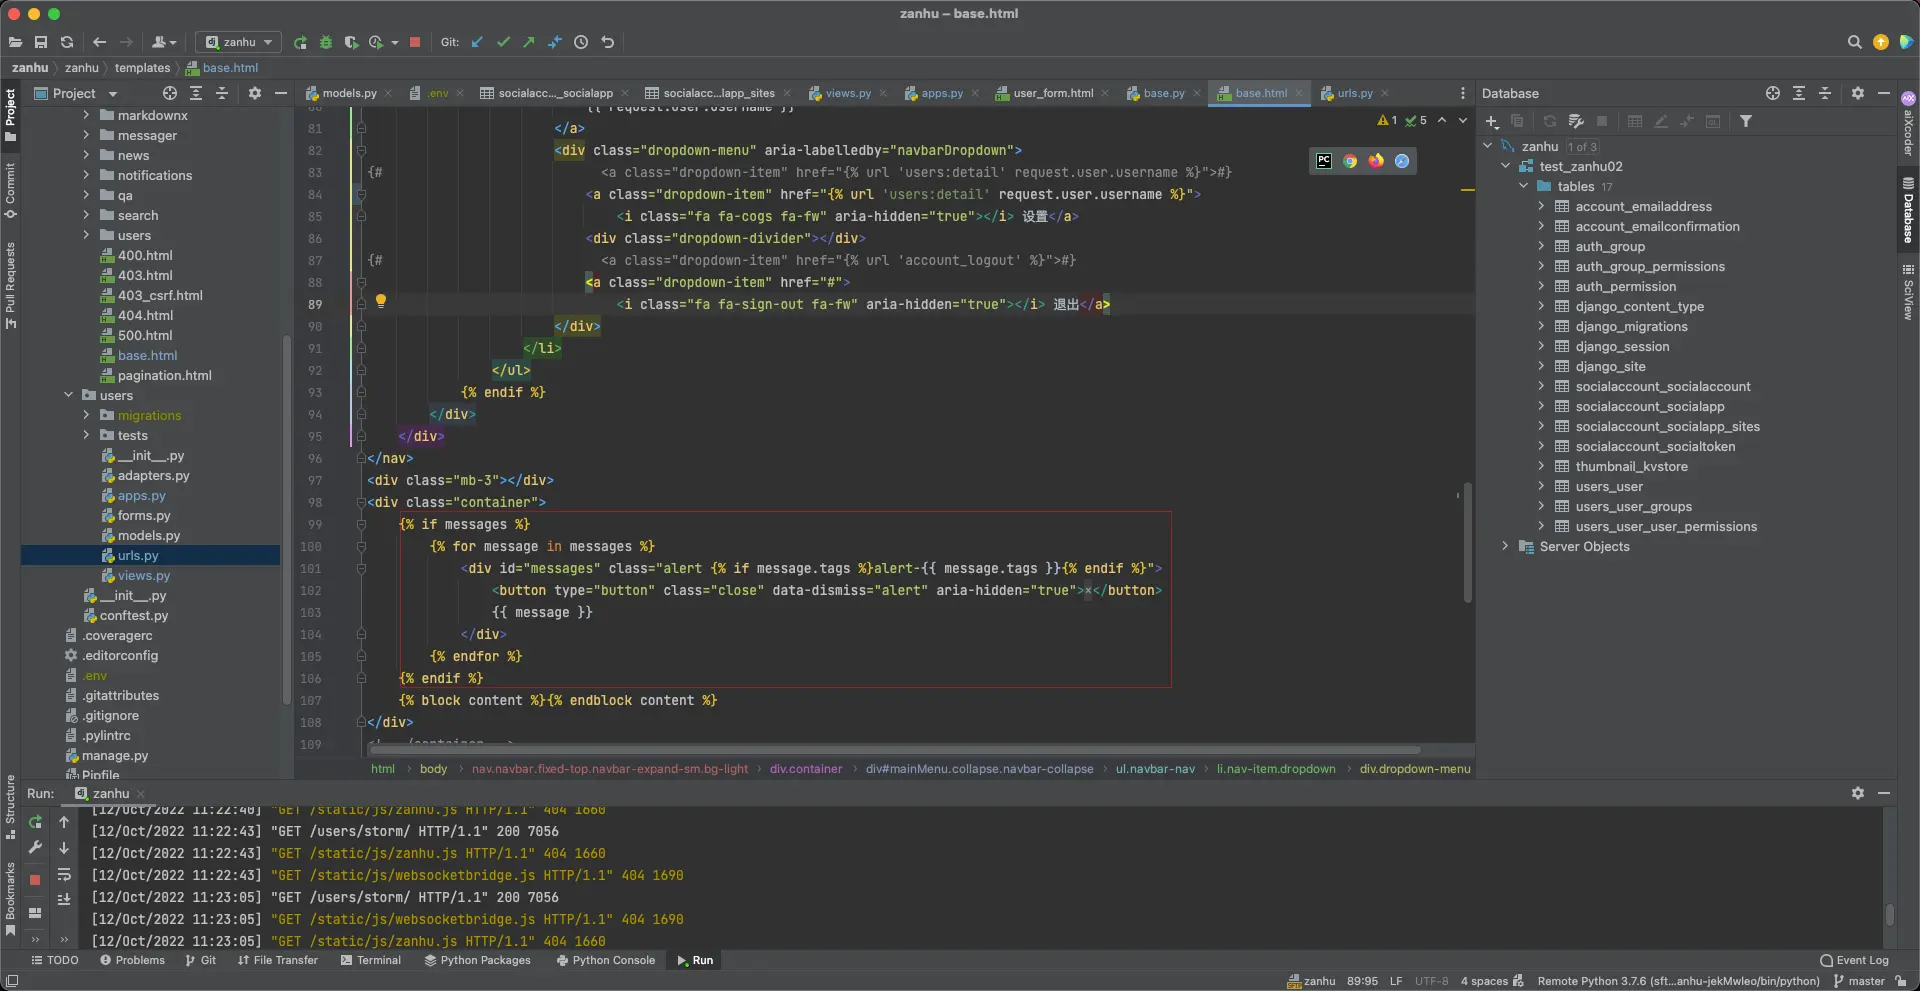 zanhu – base.html
zanhu
Git:
zanhu
zanhu
templates
base.html
Project
models.py
.env
socialacc..._socialapp
socialacc...lapp_sites
views.py
apps.py
user_form.html
base.py
base.html
urls.py
Database
Project
Commit
Pull Requests
Structure
Bookmarks
markdownx
messager
news
notifications
qa
search
users
400.html
403.html
403_csrf.html
404.html
500.html
base.html
pagination.html
users
migrations
tests
__init__.py
adapters.py
apps.py
forms.py
models.py
urls.py
views.py
__init__.py
conftest.py
.coveragerc
.editorconfig
.env
.gitattributes
.gitignore
.pylintrc
manage.py
Pipfile
1 5
80 {{ request.user.username }}
81 </a>
82 <div class="dropdown-menu" aria-labelledby="navbarDropdown">
83 {# <a class="dropdown-item" href="{% url 'users:detail' request.user.username %}">#}
84 <a class="dropdown-item" href="{% url 'users:detail' request.user.username %}">
85 <i class="fa fa-cogs fa-fw" aria-hidden="true"></i> 设置</a>
86 <div class="dropdown-divider"></div>
87 {# <a class="dropdown-item" href="{% url 'account_logout' %}">#}
88 <a class="dropdown-item" href="#">
89 <i class="fa fa-sign-out fa-fw" aria-hidden="true"></i> 退出</a>
90 </div>
91 </li>
92 </ul>
93 {% endif %}
94 </div>
95 </div>
96 </nav>
97 <div class="mb-3"></div>
98 <div class="container">
99 {% if messages %}
100 {% for message in messages %}
101 <div id="messages" class="alert {% if message.tags %}alert-{{ message.tags }}{% endif %}">
102 <button type="button" class="close" data-dismiss="alert" aria-hidden="true">×</button>
103 {{ message }}
104 </div>
105 {% endfor %}
106 {% endif %}
107 {% block content %}{% endblock content %}
108 </div>
109
html
body
nav.navbar.fixed-top.navbar-expand-sm.bg-light
div.container
div#mainMenu.collapse.navbar-collapse
ul.navbar-nav
li.nav-item.dropdown
div.dropdown-menu
zanhu 1 of 3
test_zanhu02
tables 17
account_emailaddress
account_emailconfirmation
auth_group
auth_group_permissions
auth_permission
django_content_type
django_migrations
django_session
django_site
socialaccount_socialaccount
socialaccount_socialapp
socialaccount_socialapp_sites
socialaccount_socialtoken
thumbnail_kvstore
users_user
users_user_groups
users_user_user_permissions
Server Objects
aiXcoder
Database
SciView
Run: zanhu
[12/Oct/2022 11:22:40] "GET /static/js/zanhu.js HTTP/1.1" 404 1660
[12/Oct/2022 11:22:43] "GET /users/storm/ HTTP/1.1" 200 7056
[12/Oct/2022 11:22:43] "GET /static/js/zanhu.js HTTP/1.1" 404 1660
[12/Oct/2022 11:22:43] "GET /static/js/websocketbridge.js HTTP/1.1" 404 1690
[12/Oct/2022 11:23:05] "GET /users/storm/ HTTP/1.1" 200 7056
[12/Oct/2022 11:23:05] "GET /static/js/websocketbridge.js HTTP/1.1" 404 1690
[12/Oct/2022 11:23:05] "GET /static/js/zanhu.js HTTP/1.1" 404 1660
TODO
Problems
Git
File Transfer
Terminal
Python Packages
Python Console
Run
Event Log
zanhu
89:95
LF
UTF-8
4 spaces
Remote Python 3.7.6 (sft...anhu-jekMwleo/bin/python)
master